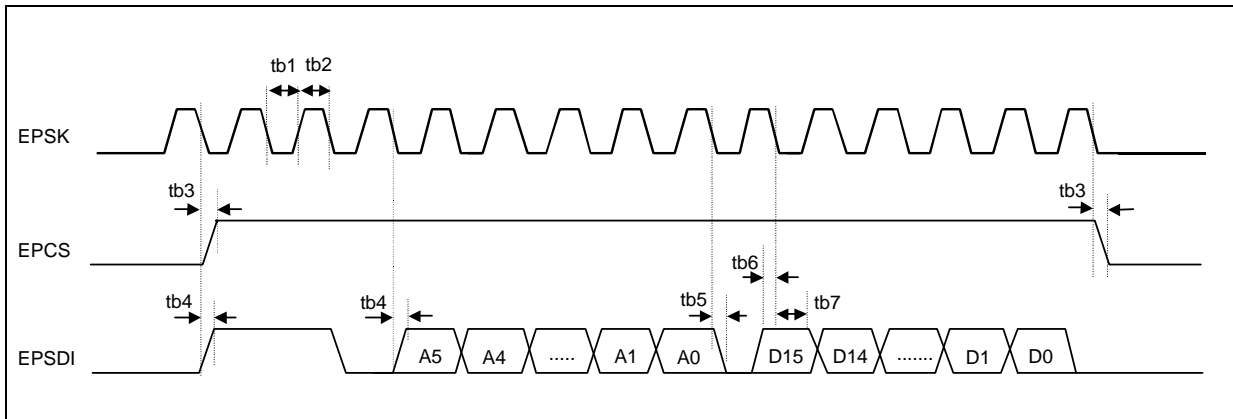 tb1 tb2
EPSK
tb3 tb3
EPCS
tb6
tb4 tb4 tb5 tb7
EPSDI A5 A4 ..... A1 A0 D15 D14 ....... D1 D0